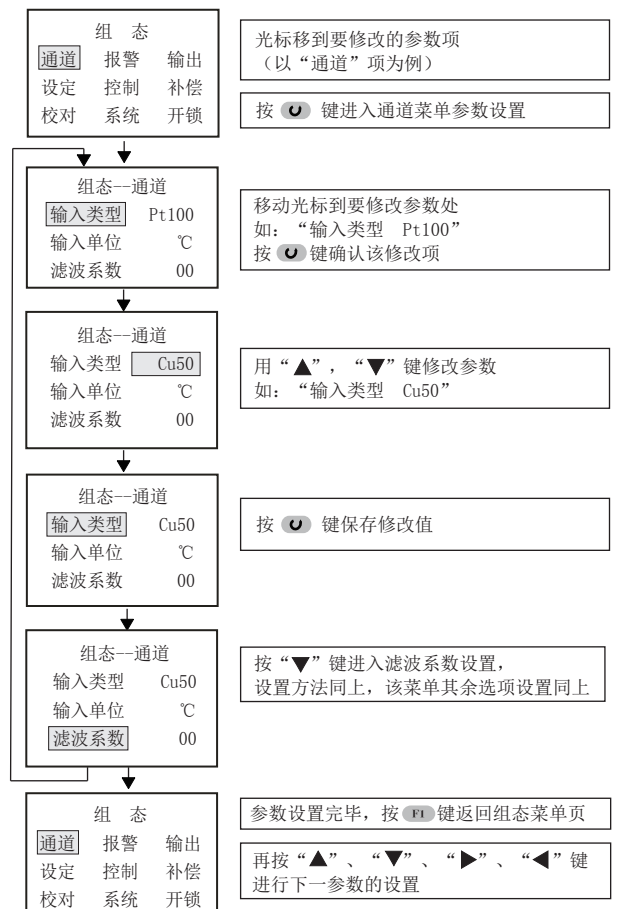 组 态
通道 报警 输出
设定 控制 补偿
校对 系统 开锁
光标移到要修改的参数项
（以“通道”项为例）
按 键进入通道菜单参数设置
组态--通道
输入类型 Pt100
输入单位 ℃
滤波系数 00
移动光标到要修改参数处
如：“输入类型 Pt100”
按 键确认该修改项
组态--通道
输入类型 Cu50
输入单位 ℃
滤波系数 00
用“▲”，“▼”键修改参数
如：“输入类型 Cu50”
组态--通道
输入类型 Cu50
输入单位 ℃
滤波系数 00
按 键保存修改值
组态--通道
输入类型 Cu50
输入单位 ℃
滤波系数 00
按“▼”键进入滤波系数设置，
设置方法同上，该菜单其余选项设置同上
组 态
通道 报警 输出
设定 控制 补偿
校对 系统 开锁
参数设置完毕，按 F1 键返回组态菜单页
再按“▲”、“▼”、“▶”、“◀”键
进行下一参数的设置